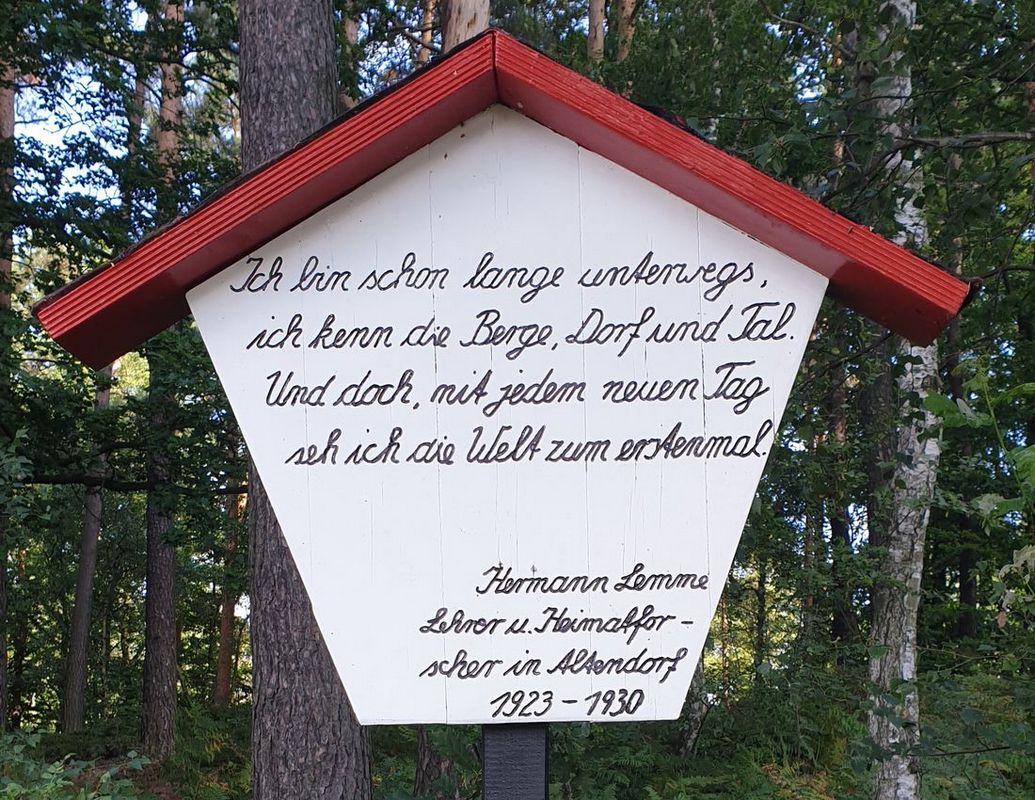 Ich bin schon lange unterwegs,
ich kenn die Berge, Dorf und Tal.
Und doch, mit jedem neuen Tag
seh ich die Welt zum erstenmal.
Hermann Lemme
Lehrer u. Heimatfor-
scher in Altendorf
1923-1930